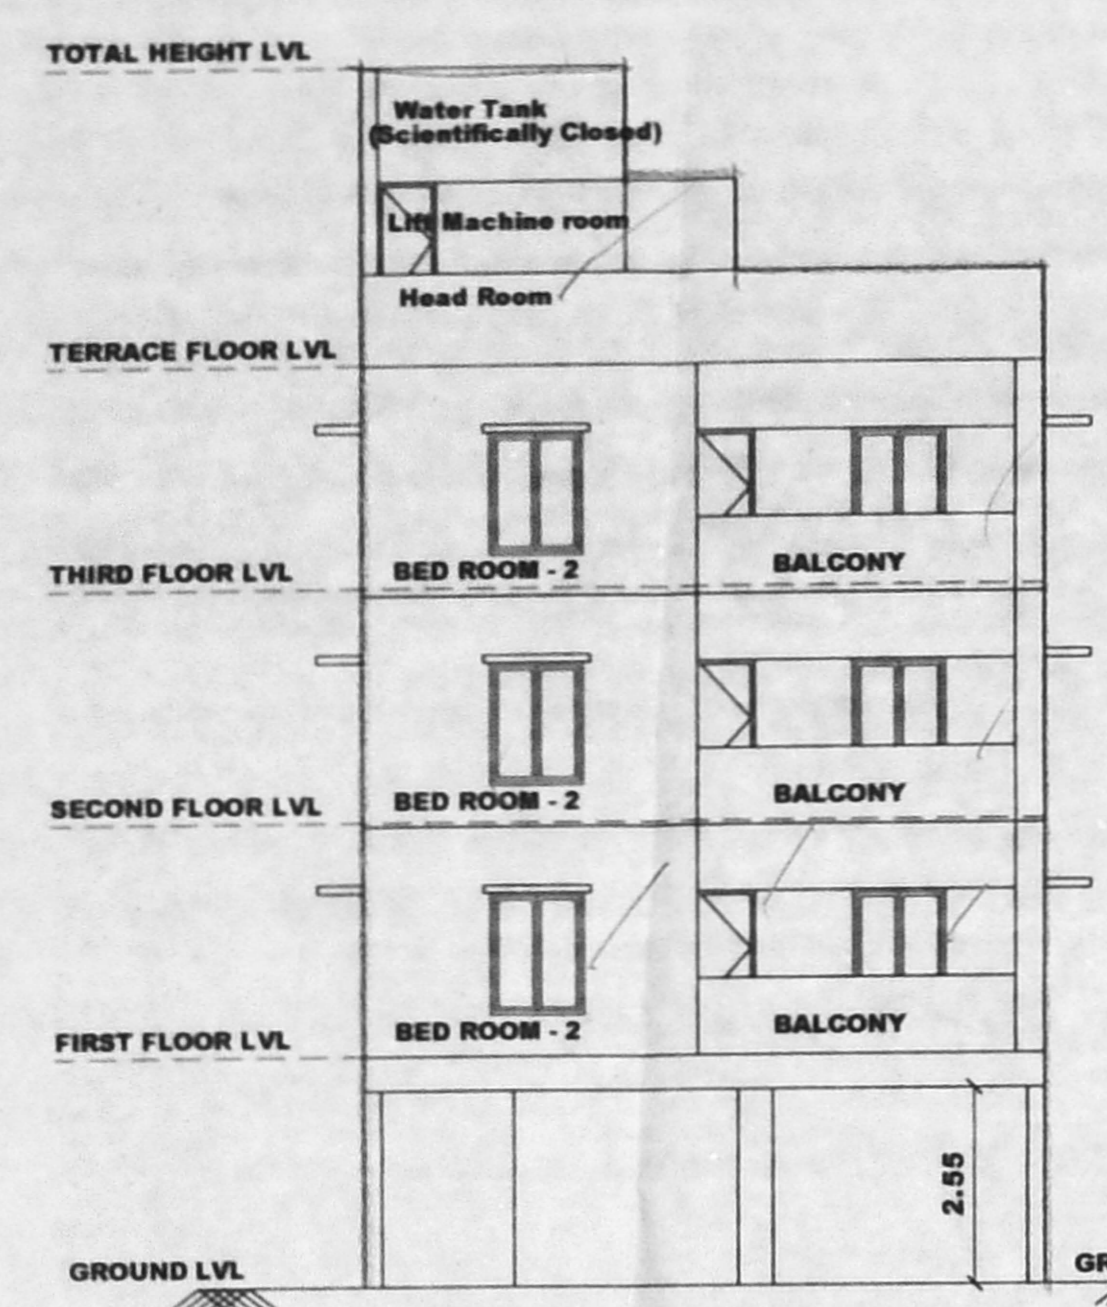 TOTAL HEIGHT LVL
Water Tank
(Scientifically Closed)
Lift Machine room
Head Room
TERRACE FLOOR LVL
THIRD FLOOR LVL
BED ROOM - 2
BALCONY
SECOND FLOOR LVL
BED ROOM - 2
BALCONY
FIRST FLOOR LVL
BED ROOM - 2
BALCONY
2.55
GROUND LVL
GR